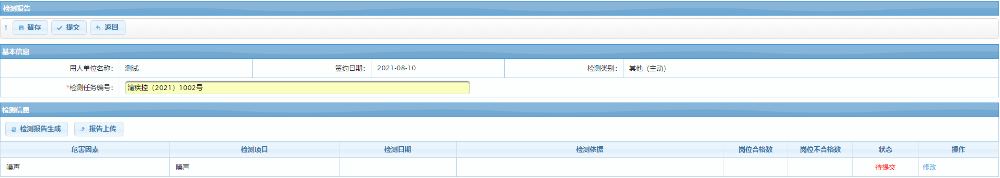 检测报告
暂存 提交 返回
基本信息
用人单位名称： 测试 签约日期： 2021-08-10 检测类别： 其他（主动）
*检测任务编号： 渝疾控（2021）1002号
检测信息
检测报告生成 报告上传
危害因素 检测项目 检测日期 检测依据 岗位合格数 岗位不合格数 状态 操作
噪声 噪声 待提交 修改